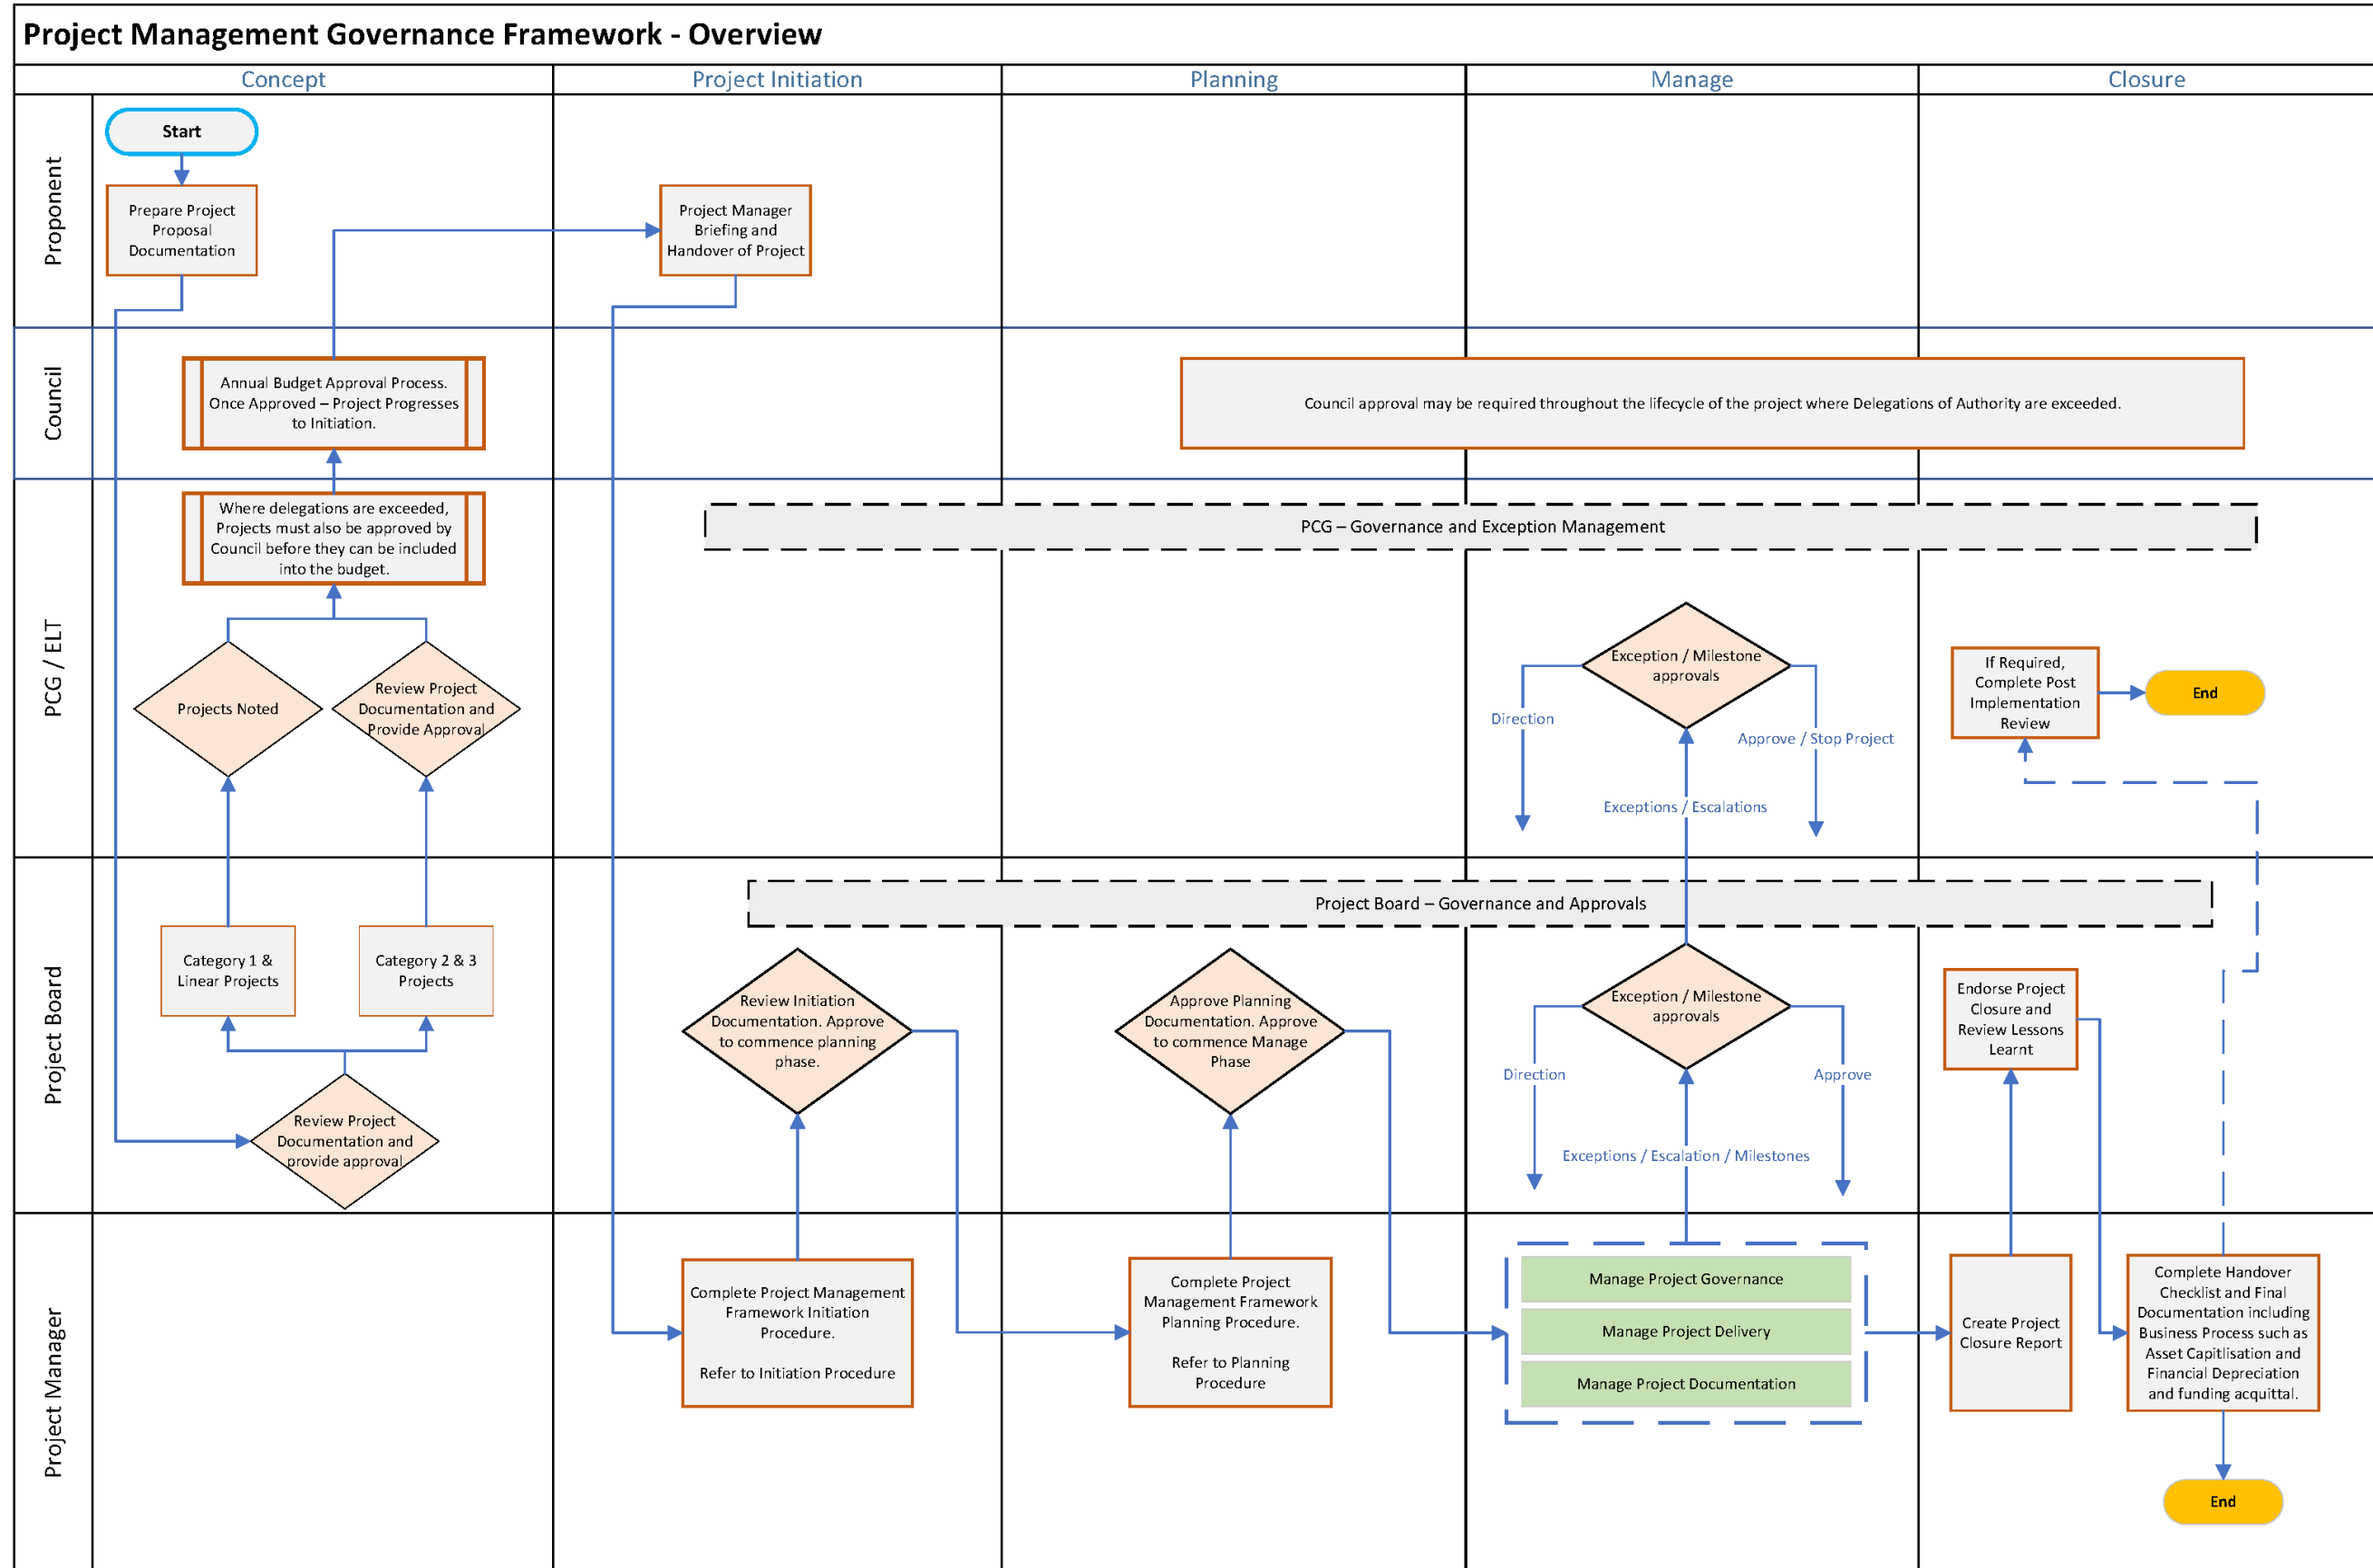 Project Management Governance Framework - Overview
Concept
Project Initiation
Planning
Manage
Closure
Proponent
Start
Prepare Project
Proposal
Documentation
Project Manager
Briefing and
Handover of Project
Council
Annual Budget Approval Process.
Once Approved – Project Progresses
to Initiation.
Council approval may be required throughout the lifecycle of the project where Delegations of Authority are exceeded.
PCG / ELT
Where delegations are exceeded,
Projects must also be approved by
Council before they can be included
into the budget.
PCG – Governance and Exception Management
Projects Noted
Review Project
Documentation and
Provide Approval
Exception / Milestone
approvals
Direction
Approve / Stop Project
Exceptions / Escalations
If Required,
Complete Post
Implementation
Review
End
Project Board
Project Board – Governance and Approvals
Category 1 &
Linear Projects
Category 2 & 3
Projects
Review Project
Documentation and
provide approval
Review Initiation
Documentation. Approve
to commence planning
phase.
Approve Planning
Documentation. Approve
to commence Manage
Phase
Exception / Milestone
approvals
Direction
Approve
Exceptions / Escalation / Milestones
Endorse Project
Closure and
Review Lessons
Learnt
Project Manager
Complete Project Management
Framework Initiation
Procedure.
Refer to Initiation Procedure
Complete Project
Management Framework
Planning Procedure.
Refer to Planning
Procedure
Manage Project Governance
Manage Project Delivery
Manage Project Documentation
Create Project
Closure Report
Complete Handover
Checklist and Final
Documentation including
Business Process such as
Asset Capitlisation and
Financial Depreciation
and funding acquittal.
End